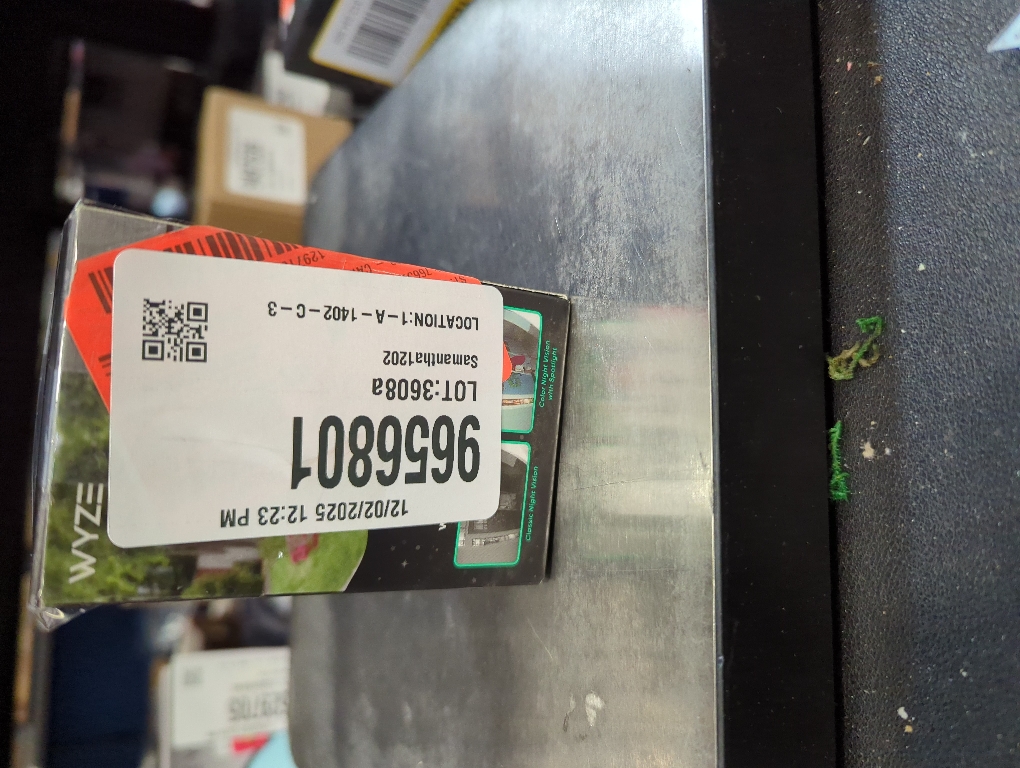 12/02/2025 12:23 PM
9656801
LOT:3608a
Samantha1202
LOCATION:1-A-1402-C-3
WYZE
Color Night Vision
with Spotlight
Classic Night Vision